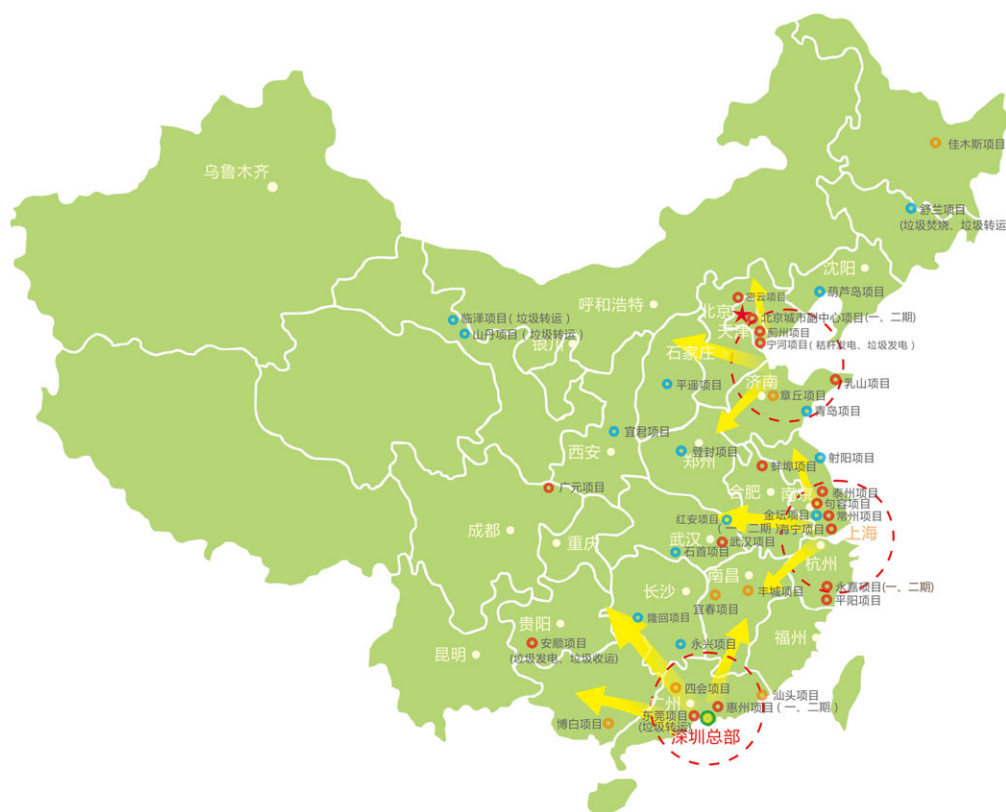 佳木斯项目
乌鲁木齐
舒兰项目
(垃圾焚烧、垃圾转运
沈阳
葫芦岛项目
呼和浩特
密云项目
北京
北京城市副中心项目(一、二期)
临泽项目(垃圾转运)
天津
蓟州项目
山丹项目(垃圾转运)
银川
宁河项目(秸秆发电、垃圾发电)
石家庄
平遥项目
济南
乳山项目
章丘项目
青岛项目
宜君项目
西安
登封项目
郑州
射阳项目
蚌埠项目
广元项目
合肥
南京
泰州项目
句容项目
红安项目
(一、二期)
金坛项目
常州项目
海宁项目
上海
成都
重庆
武汉
武汉项目
石首项目
杭州
南昌
长沙
丰城项目
宜春项目
永嘉项目(一、二期)
平阳项目
隆回项目
贵阳
福州
安顺项目
(垃圾发电、垃圾收运)
昆明
永兴项目
四会项目
汕头项目
广州
惠州项目(一、二期)
东莞项目
(垃圾转运)
博白项目
深圳总部